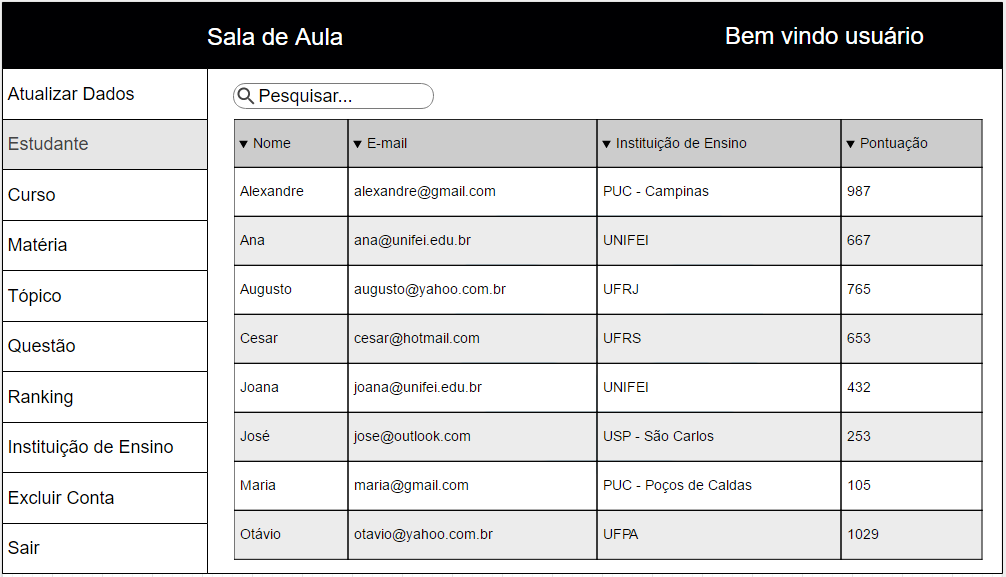 Sala de Aula
Bem vindo usuário
Atualizar Dados
Estudante
Curso
Matéria
Tópico
Questão
Ranking
Instituição de Ensino
Excluir Conta
Sair
Pesquisar...
Nome E-mail Instituição de Ensino Pontuação
Alexandre alexandre@gmail.com PUC - Campinas 987
Ana ana@unifei.edu.br UNIFEI 667
Augusto augusto@yahoo.com.br UFRJ 765
Cesar cesar@hotmail.com UFRS 653
Joana joana@unifei.edu.br UNIFEI 432
José jose@outlook.com USP - São Carlos 253
Maria maria@gmail.com PUC - Poços de Caldas 105
Otávio otavio@yahoo.com.br UFPA 1029